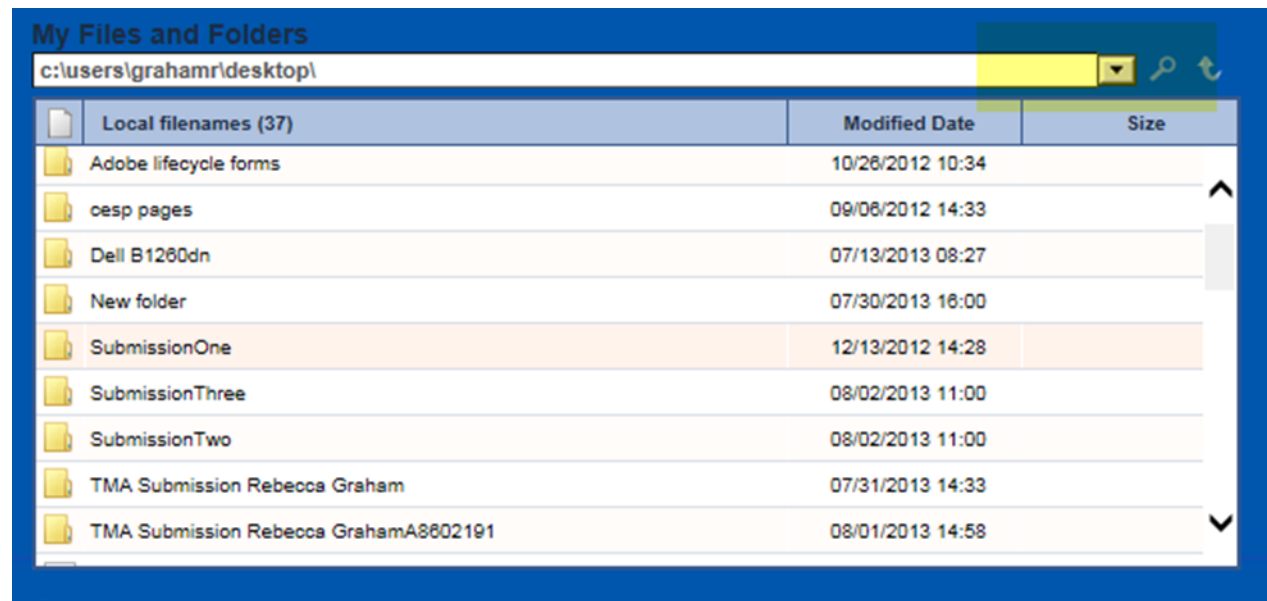 My Files and Folders
c:\users\grahamr\desktop\
Local filenames (37) Modified Date Size
Adobe lifecycle forms 10/26/2012 10:34
cesp pages 09/06/2012 14:33
Dell B1260dn 07/13/2013 08:27
New folder 07/30/2013 16:00
SubmissionOne 12/13/2012 14:28
SubmissionThree 08/02/2013 11:00
SubmissionTwo 08/02/2013 11:00
TMA Submission Rebecca Graham 07/31/2013 14:33
TMA Submission Rebecca GrahamA8602191 08/01/2013 14:58